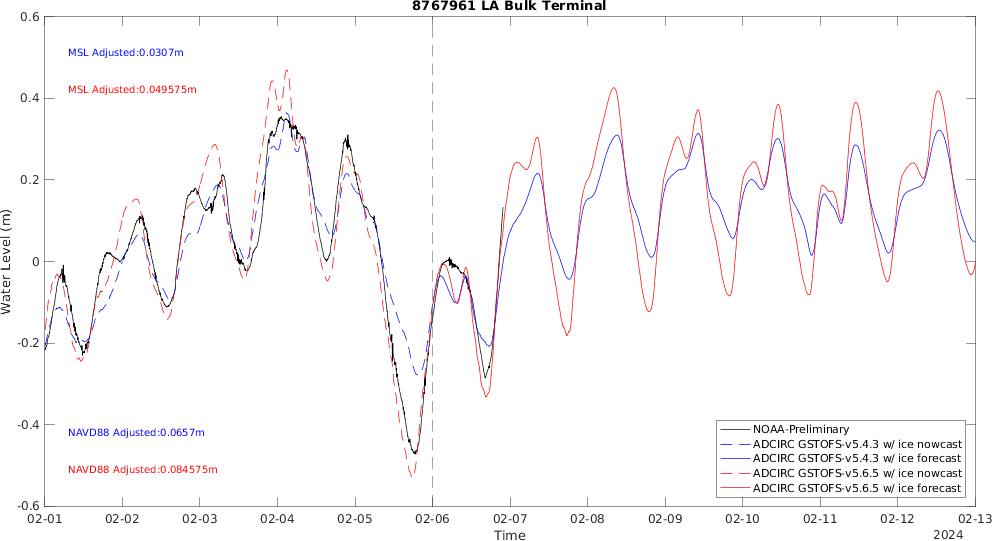 8767961 LA Bulk Terminal
0.6
MSL Adjusted:0.0307m
MSL Adjusted:0.049575m
0.4
0.2
0
-0.2
-0.4
-0.6
Water Level (m)
NAVD88 Adjusted:0.0657m
NAVD88 Adjusted:0.084575m
NOAA-Preliminary
ADCIRC GSTOFS-v5.4.3 w/ ice nowcast
ADCIRC GSTOFS-v5.4.3 w/ ice forecast
ADCIRC GSTOFS-v5.6.5 w/ ice nowcast
ADCIRC GSTOFS-v5.6.5 w/ ice forecast
02-01 02-02 02-03 02-04 02-05 02-06 02-07 02-08 02-09 02-10 02-11 02-12 02-13
Time
2024